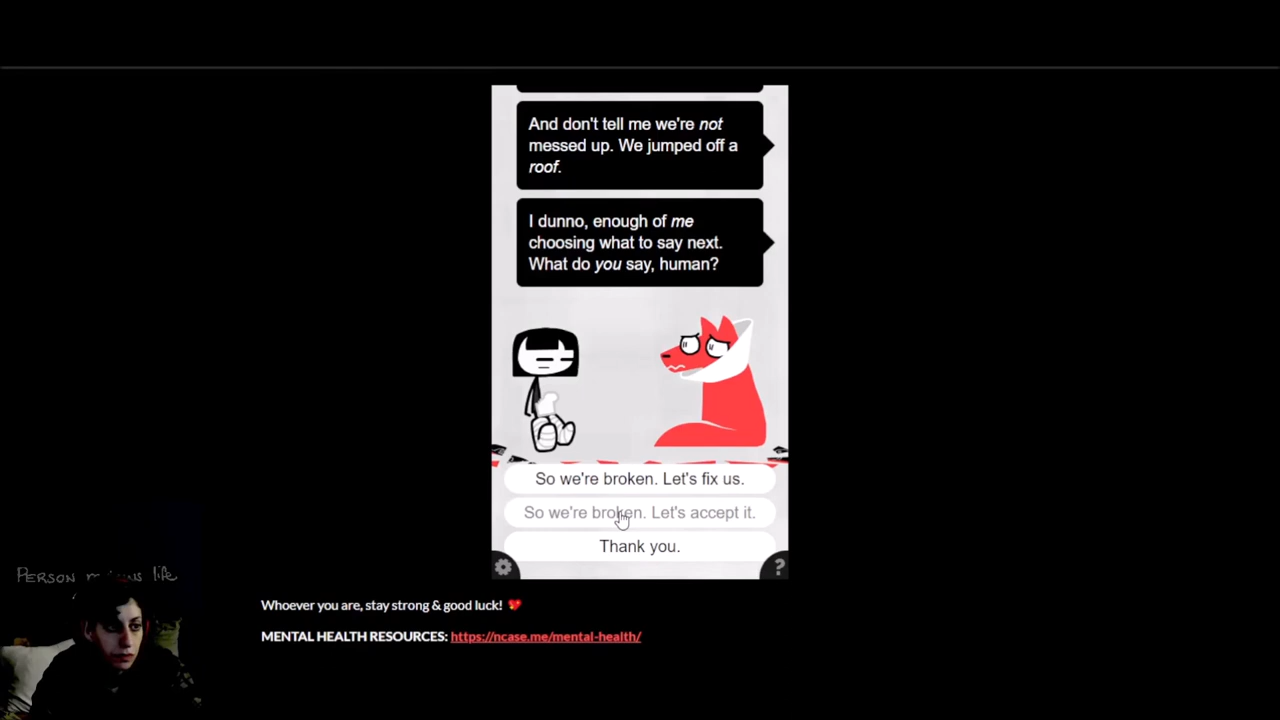 And don't tell me we're not
messed up. We jumped off a
roof.
I dunno, enough of me
choosing what to say next.
What do you say, human?
So we're broken. Let's fix us.
So we're broken. Let's accept it.
Thank you.
?
PERSON life
Whoever you are, stay strong & good luck! 💖
MENTAL HEALTH RESOURCES: https://ncase.me/mental-health/